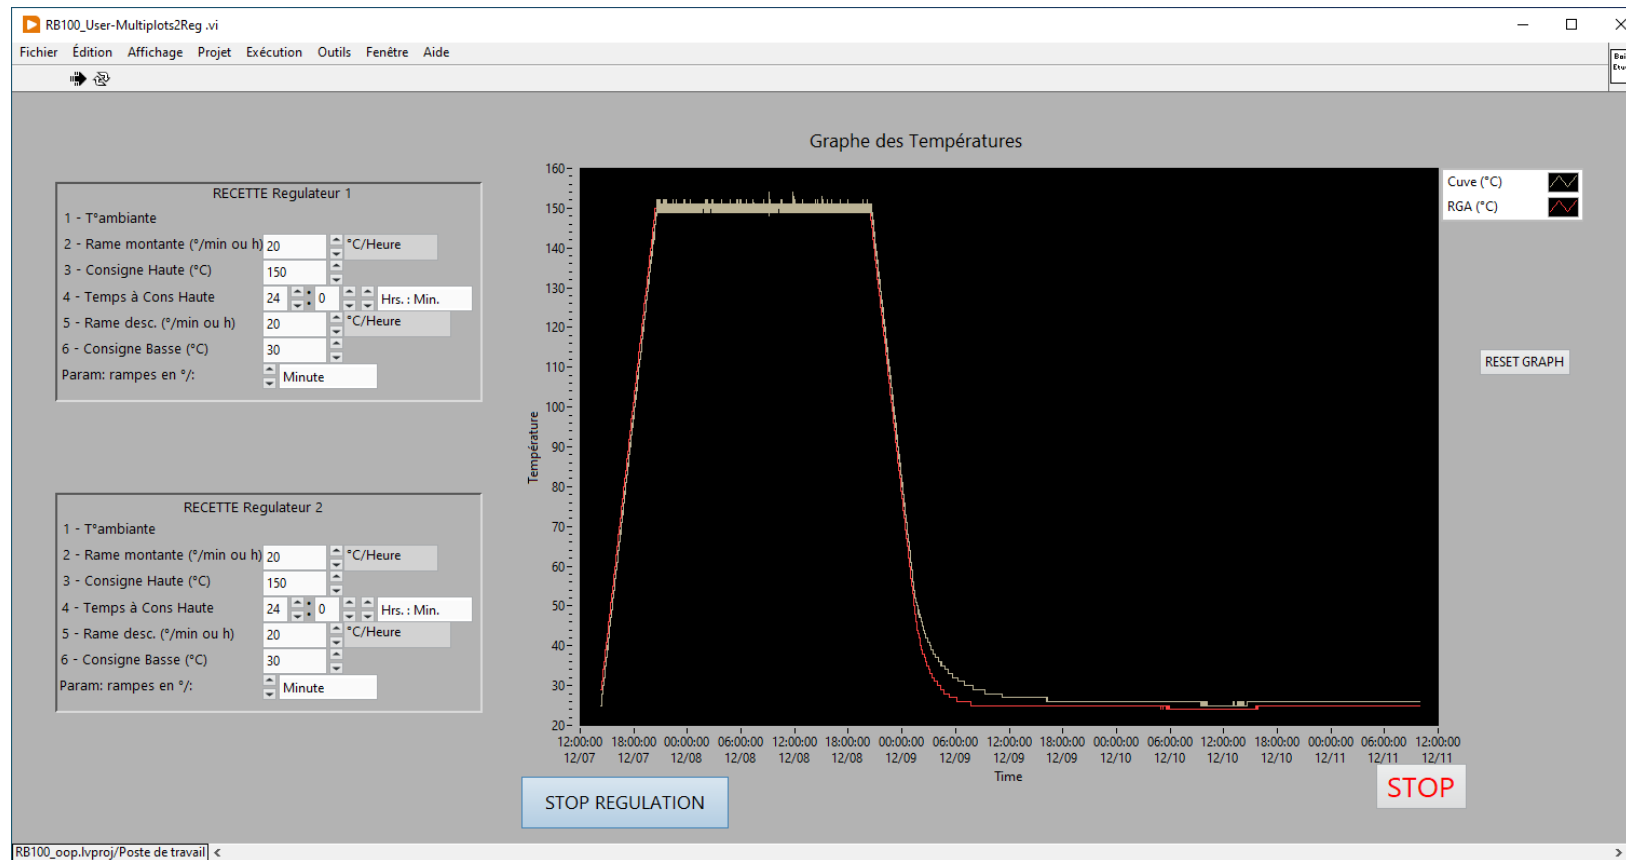 RB100_User-Multiplots2Reg .vi
Fichier Édition Affichage Projet Exécution Outils Fenêtre Aide
Graphe des Températures
RECETTE Regulateur 1
1 - T°ambiante
2 - Rame montante (°/min ou h) 20 °C/Heure
3 - Consigne Haute (°C) 150
4 - Temps à Cons Haute 24 : 0 Hrs. : Min.
5 - Rame desc. (°/min ou h) 20 °C/Heure
6 - Consigne Basse (°C) 30
Param: rampes en °/: Minute
RECETTE Regulateur 2
1 - T°ambiante
2 - Rame montante (°/min ou h) 20 °C/Heure
3 - Consigne Haute (°C) 150
4 - Temps à Cons Haute 24 : 0 Hrs. : Min.
5 - Rame desc. (°/min ou h) 20 °C/Heure
6 - Consigne Basse (°C) 30
Param: rampes en °/: Minute
Température
160
150
140
130
120
110
100
90
80
70
60
50
40
30
20
12:00:00 18:00:00 00:00:00 06:00:00 12:00:00 18:00:00 00:00:00 06:00:00 12:00:00 18:00:00 00:00:00 06:00:00 12:00:00 18:00:00 00:00:00 06:00:00 12:00:00
12/07 12/07 12/08 12/08 12/08 12/08 12/09 12/09 12/09 12/09 12/10 12/10 12/10 12/10 12/11 12/11 12/11
Time
Cuve (°C)
RGA (°C)
RESET GRAPH
STOP REGULATION
STOP
RB100_oop.lvproj/Poste de travail